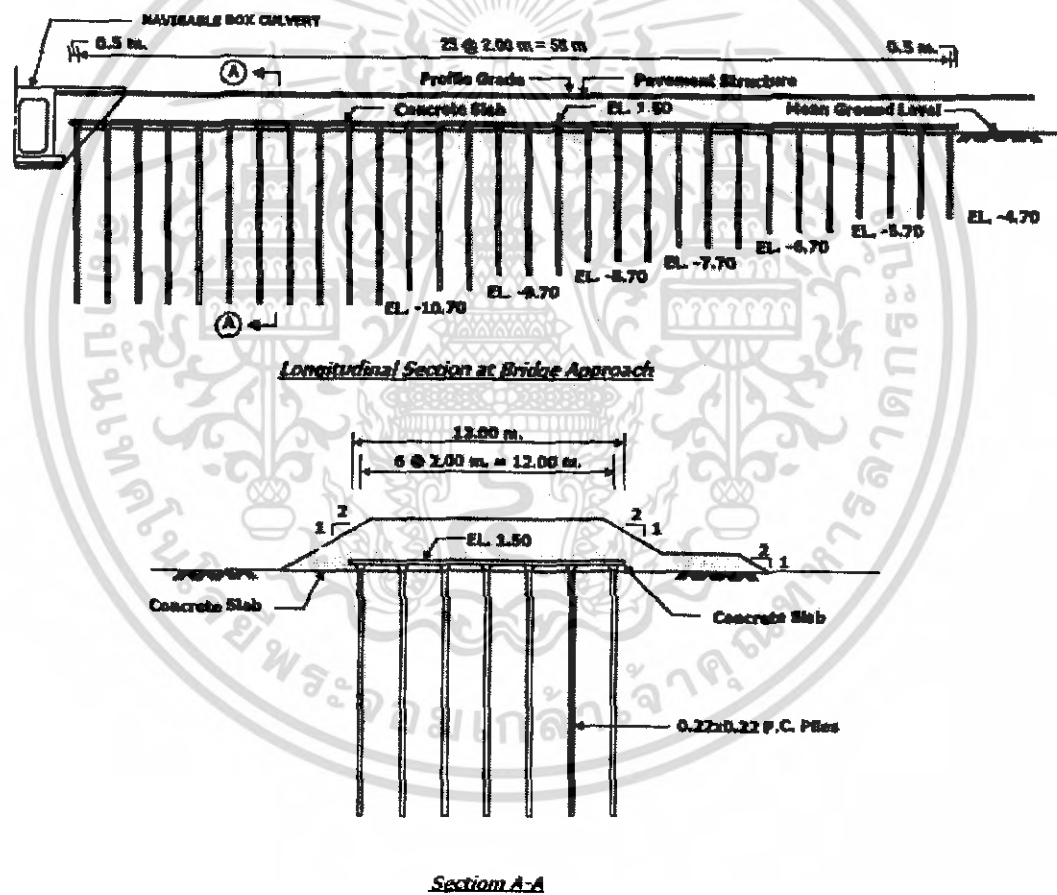 NAVIGABLE BOX CULVERT
0.5 m.
@ 2.00 m = 58 m
0.5 m.
A
Profile Grade
Pavement Structure
Concrete Slab
EL. 1.50
Mean Ground Level
EL. -4.70
EL. -5.70
EL. -6.70
EL. -7.70
EL. -8.70
EL. -9.70
EL. -10.70
A
Longitudinal Section at Bridge Approach
13.00 m.
6 @ 2.00 m. = 12.00 m.
2
1
2
1
EL. 1.50
2
1
Concrete Slab
Concrete Slab
0.22x0.22 P.C. Piles
Section A-A